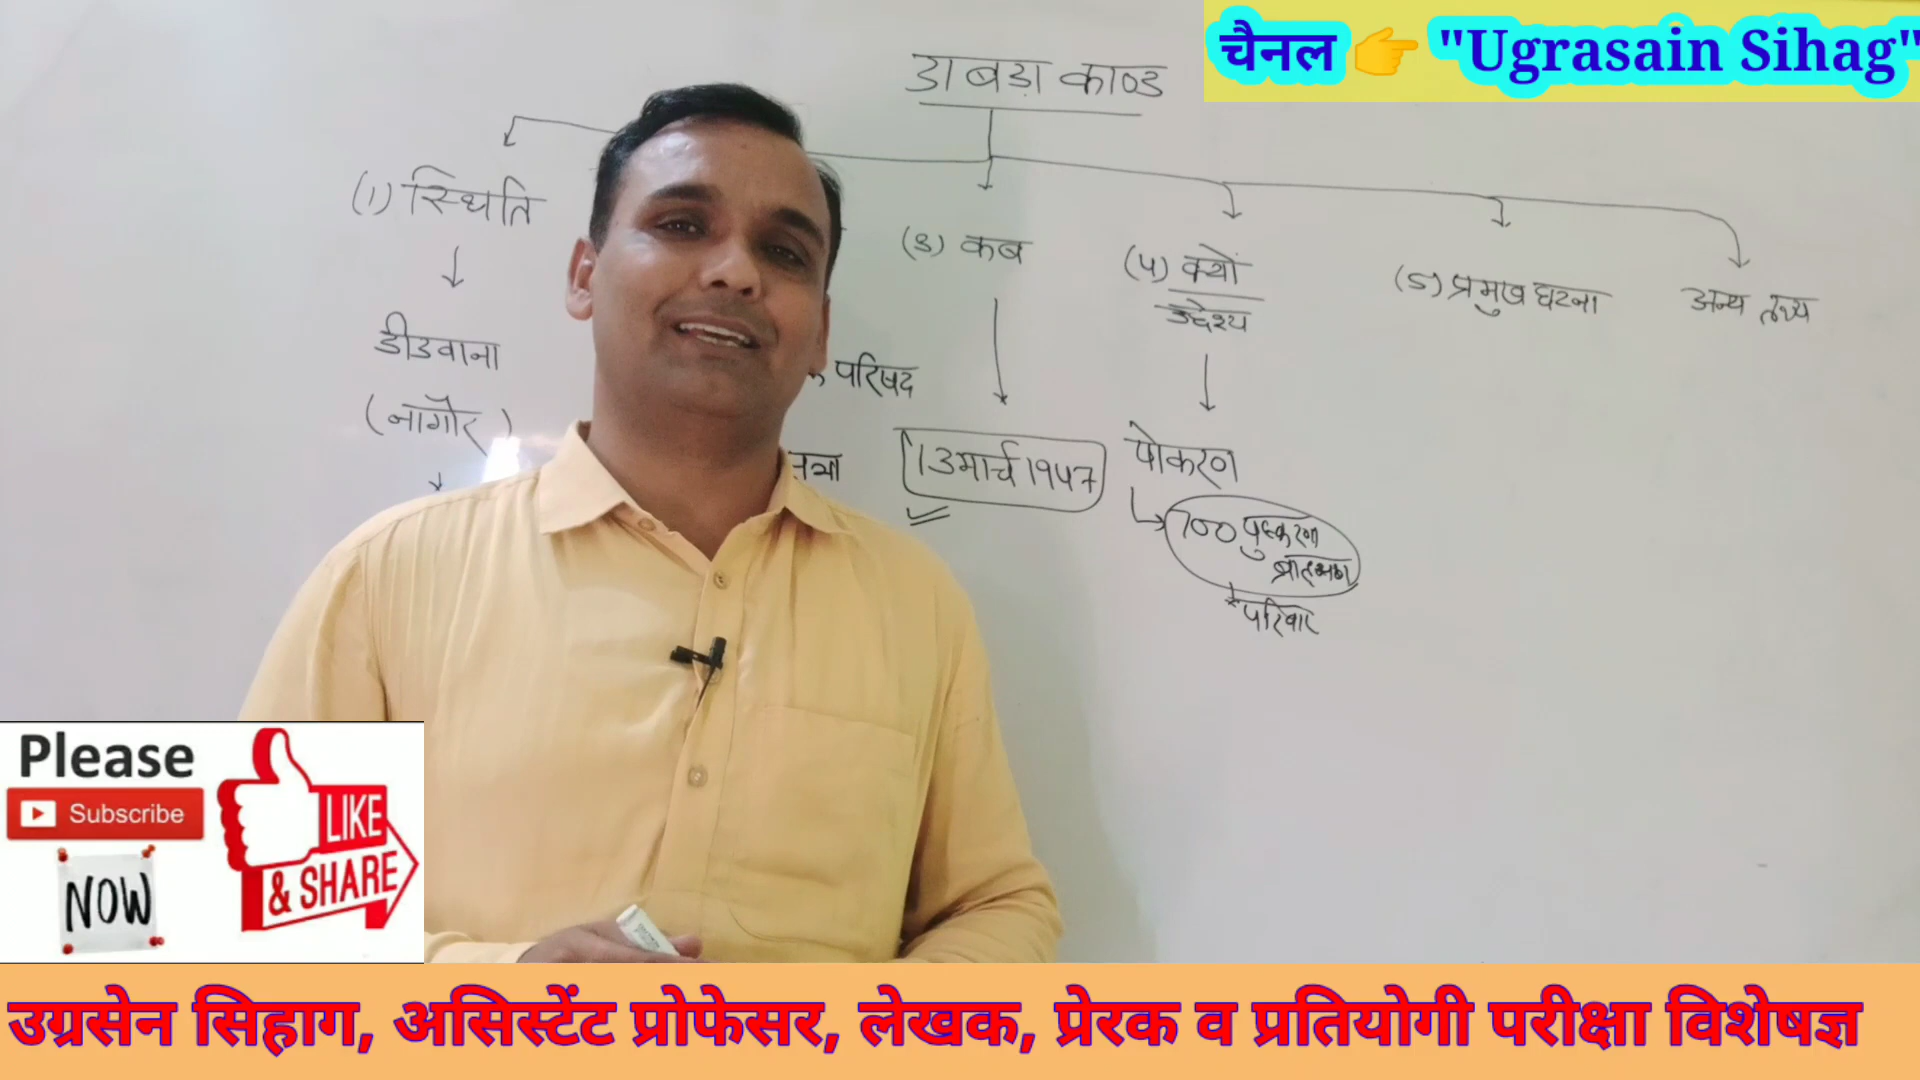 चैनल 👉 "Ugrasain Sihag"
डाबड़ा काण्ड
(1) स्थिति
(3) कब
(4) क्यों
उद्देश्य
(5) प्रमुख घटना
अन्य तथ्य
डीडवाना
(नागौर)
परिषद
13 मार्च 1947
पोकरण
700 पुष्करणा
ब्राह्मण
परिवार
Please
Subscribe
NOW
LIKE
& SHARE
उग्रसेन सिहाग, असिस्टेंट प्रोफेसर, लेखक, प्रेरक व प्रतियोगी परीक्षा विशेषज्ञ